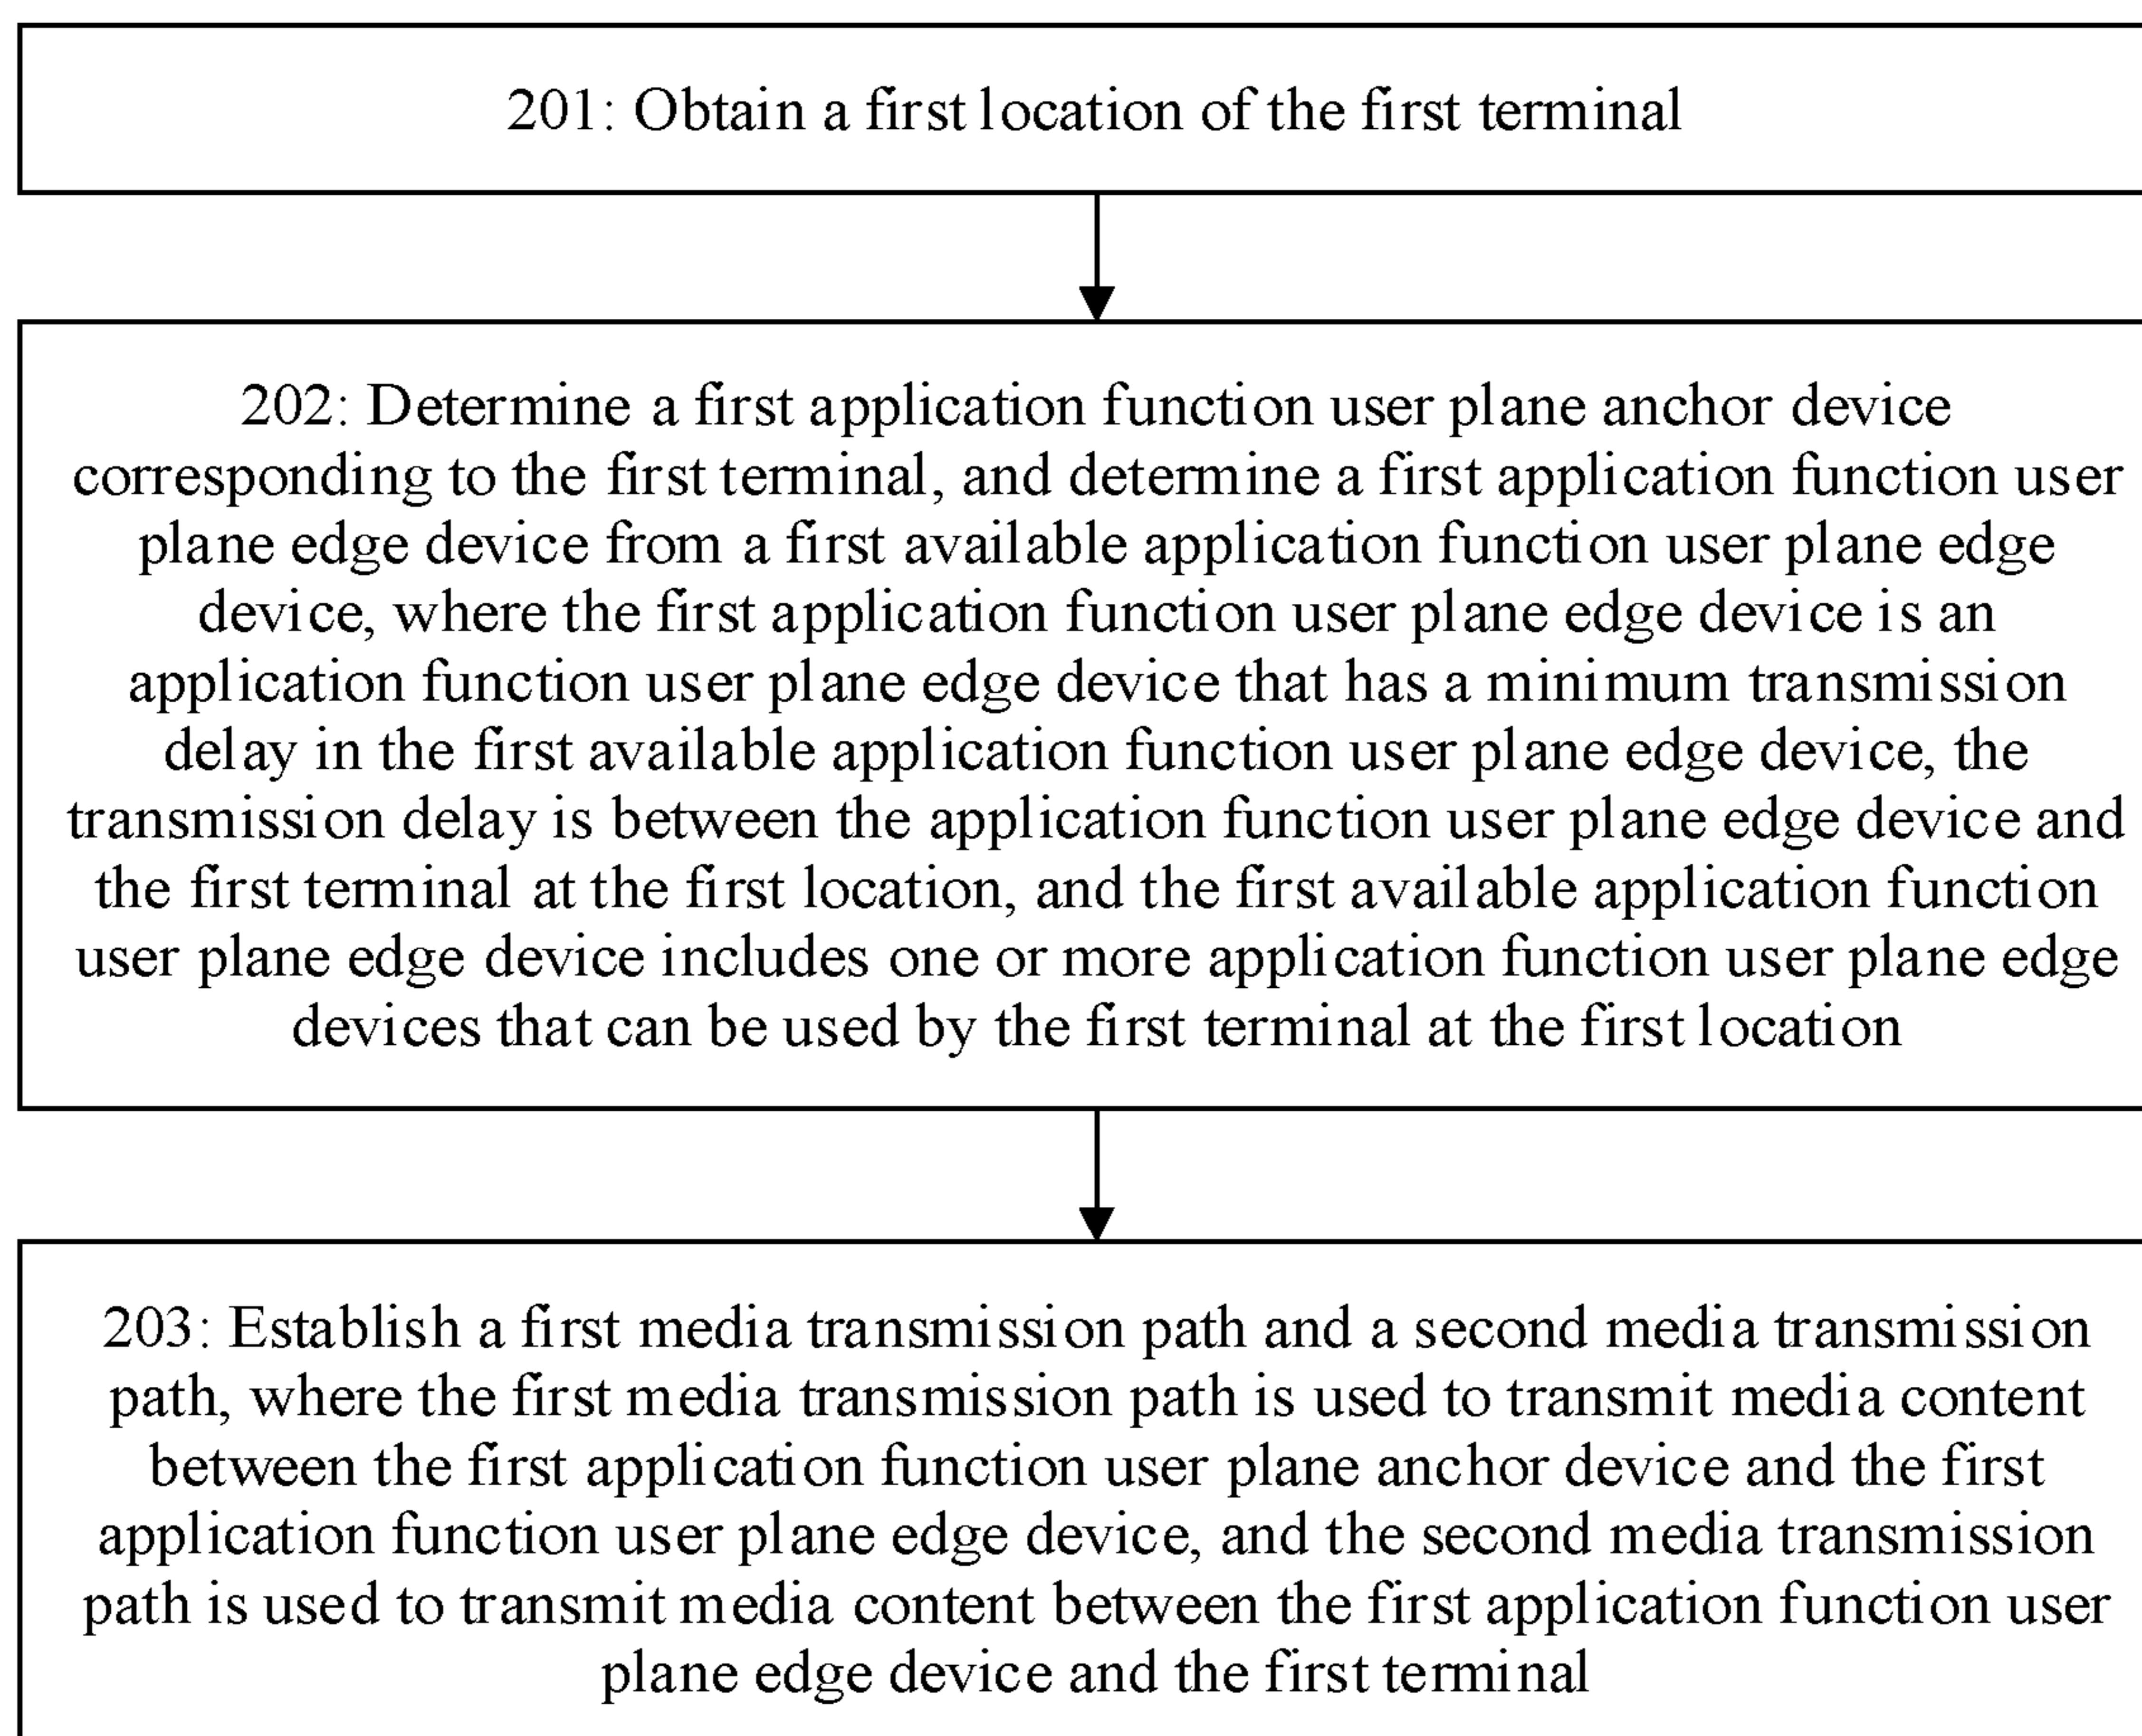 201: Obtain a first location of the first terminal
202: Determine a first application function user plane anchor device
corresponding to the first terminal, and determine a first application function user
plane edge device from a first available application function user plane edge
device, where the first application function user plane edge device is an
application function user plane edge device that has a minimum transmission
delay in the first available application function user plane edge device, the
transmission delay is between the application function user plane edge device and
the first terminal at the first location, and the first available application function
user plane edge device includes one or more application function user plane edge
devices that can be used by the first terminal at the first location
203: Establish a first media transmission path and a second media transmission
path, where the first media transmission path is used to transmit media content
between the first application function user plane anchor device and the first
application function user plane edge device, and the second media transmission
path is used to transmit media content between the first application function user
plane edge device and the first terminal